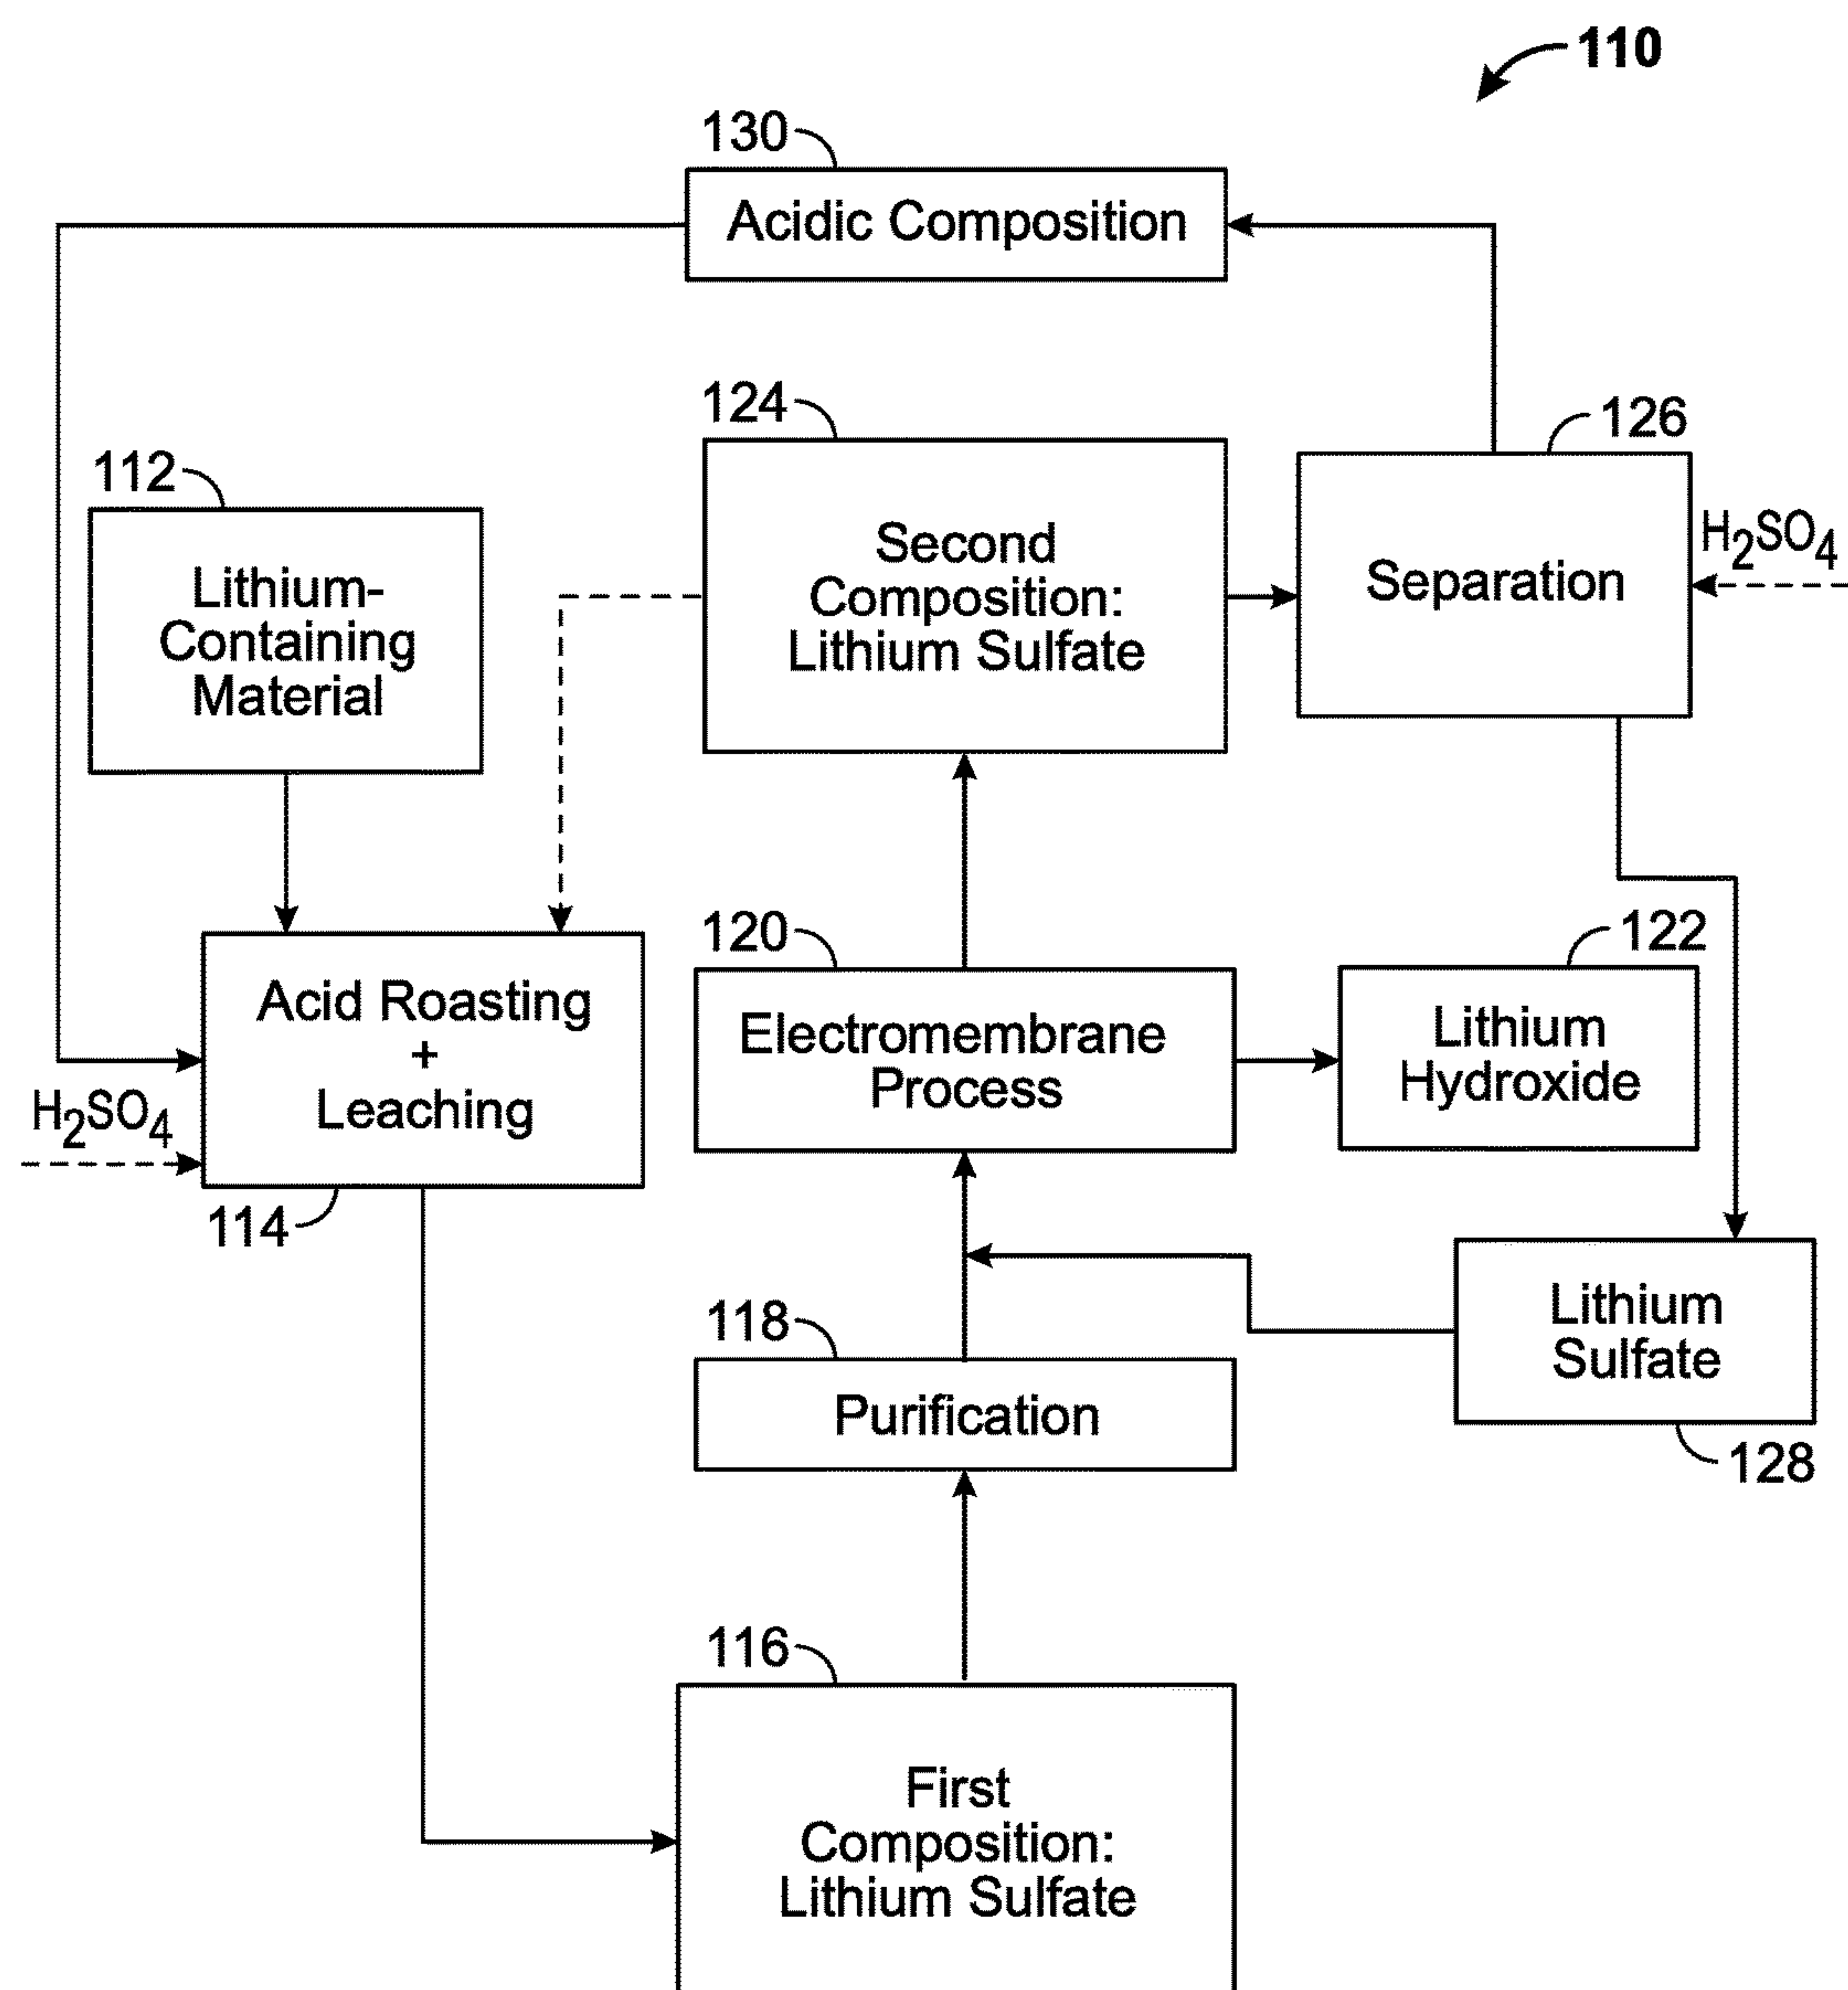 110
130
Acidic Composition
124
126
112
Second
Composition:
Lithium Sulfate
Separation
H2SO4
Lithium-
Containing
Material
120
122
Acid Roasting
+
Leaching
Electromembrane
Process
Lithium
Hydroxide
H2SO4
114
118
Lithium
Sulfate
Purification
128
116
First
Composition:
Lithium Sulfate